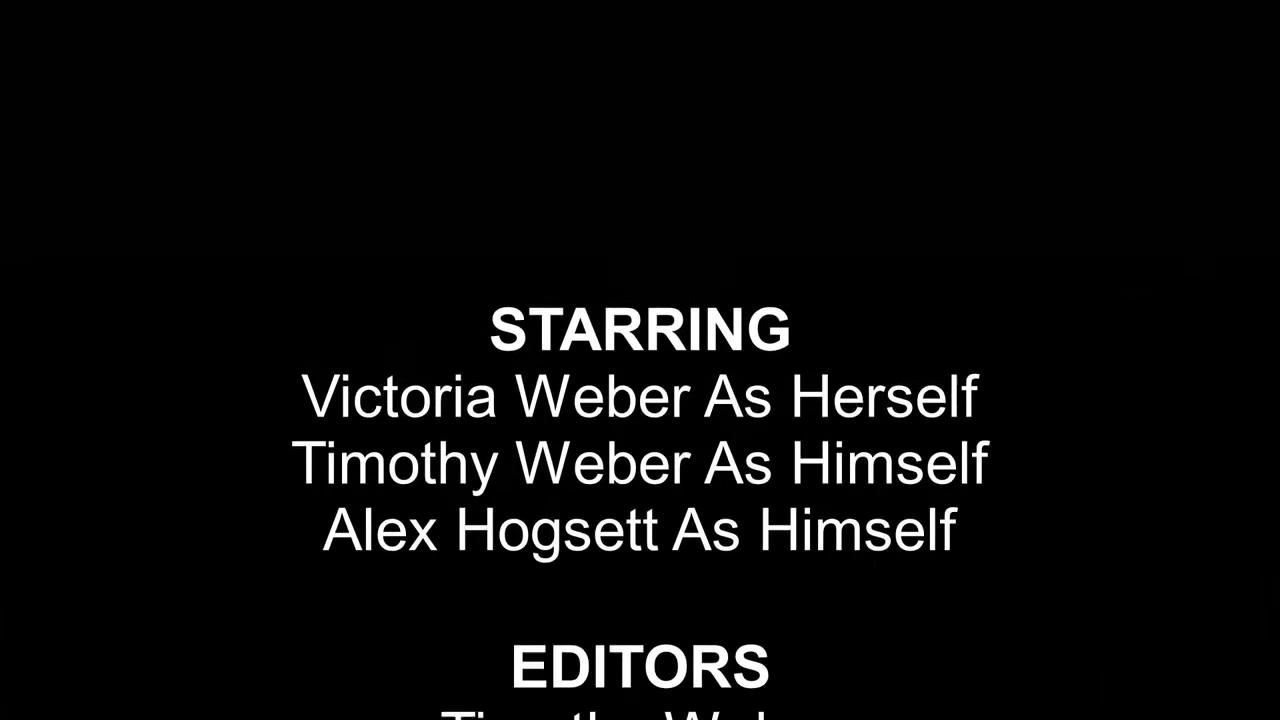 STARRING
Victoria Weber As Herself
Timothy Weber As Himself
Alex Hogsett As Himself
EDITORS